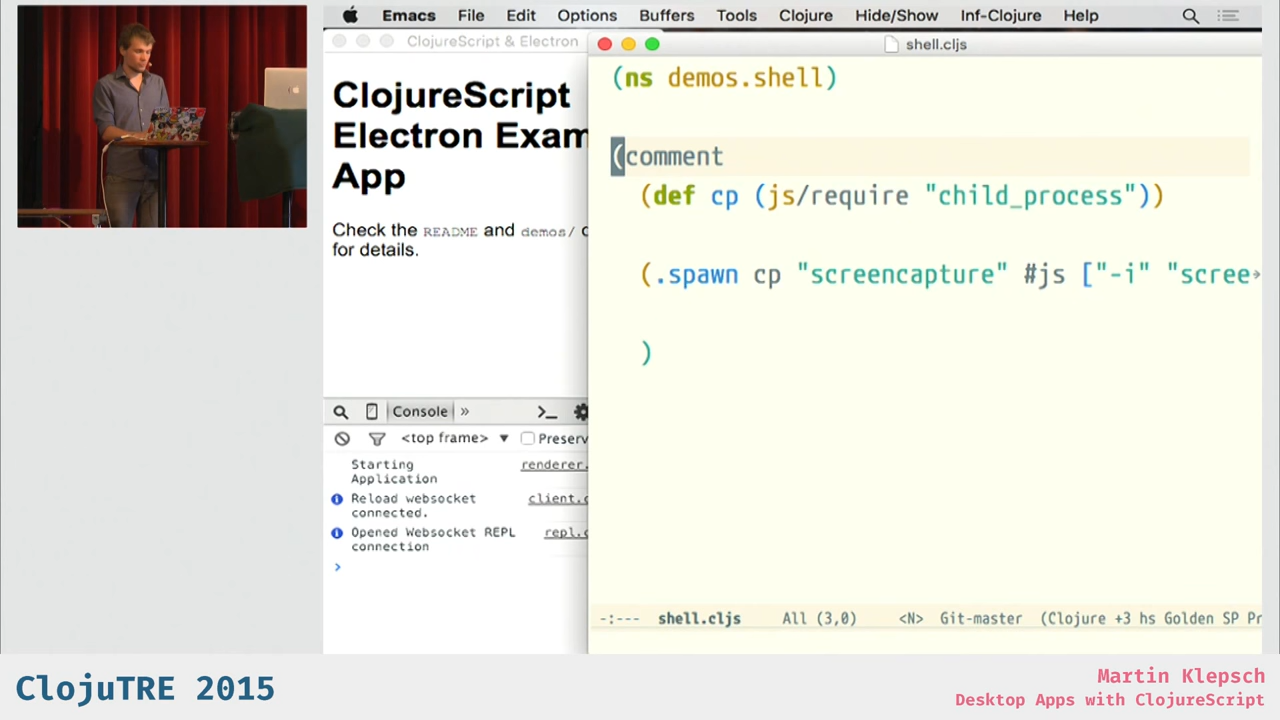 Emacs File Edit Options Buffers Tools Clojure Hide/Show Inf-Clojure Help
ClojureScript & Electron
shell.cljs
ClojureScript
Electron Exam
App
Check the README and demos/
for details.
Console »
<top frame> ▼ Preserv
Starting
Application
renderer.
Reload websocket
connected.
client.c
Opened Websocket REPL
connection
repl.c
>
(ns demos.shell)
(comment
(def cp (js/require "child_process"))
(.spawn cp "screencapture" #js ["-i" "scree
)
-:--- shell.cljs All (3,0) <N> Git-master (Clojure +3 hs Golden SP Pr
ClojuTRE 2015
Martin Klepsch
Desktop Apps with ClojureScript